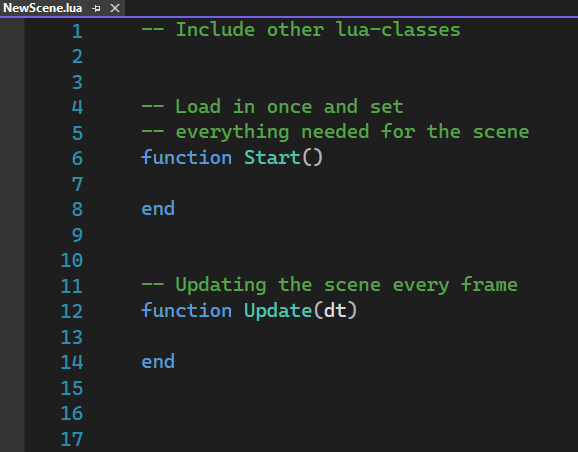 NewScene.lua
1 -- Include other lua-classes
2
3
4 -- Load in once and set
5 -- everything needed for the scene
6 function Start()
7
8 end
9
10
11 -- Updating the scene every frame
12 function Update(dt)
13
14 end
15
16
17